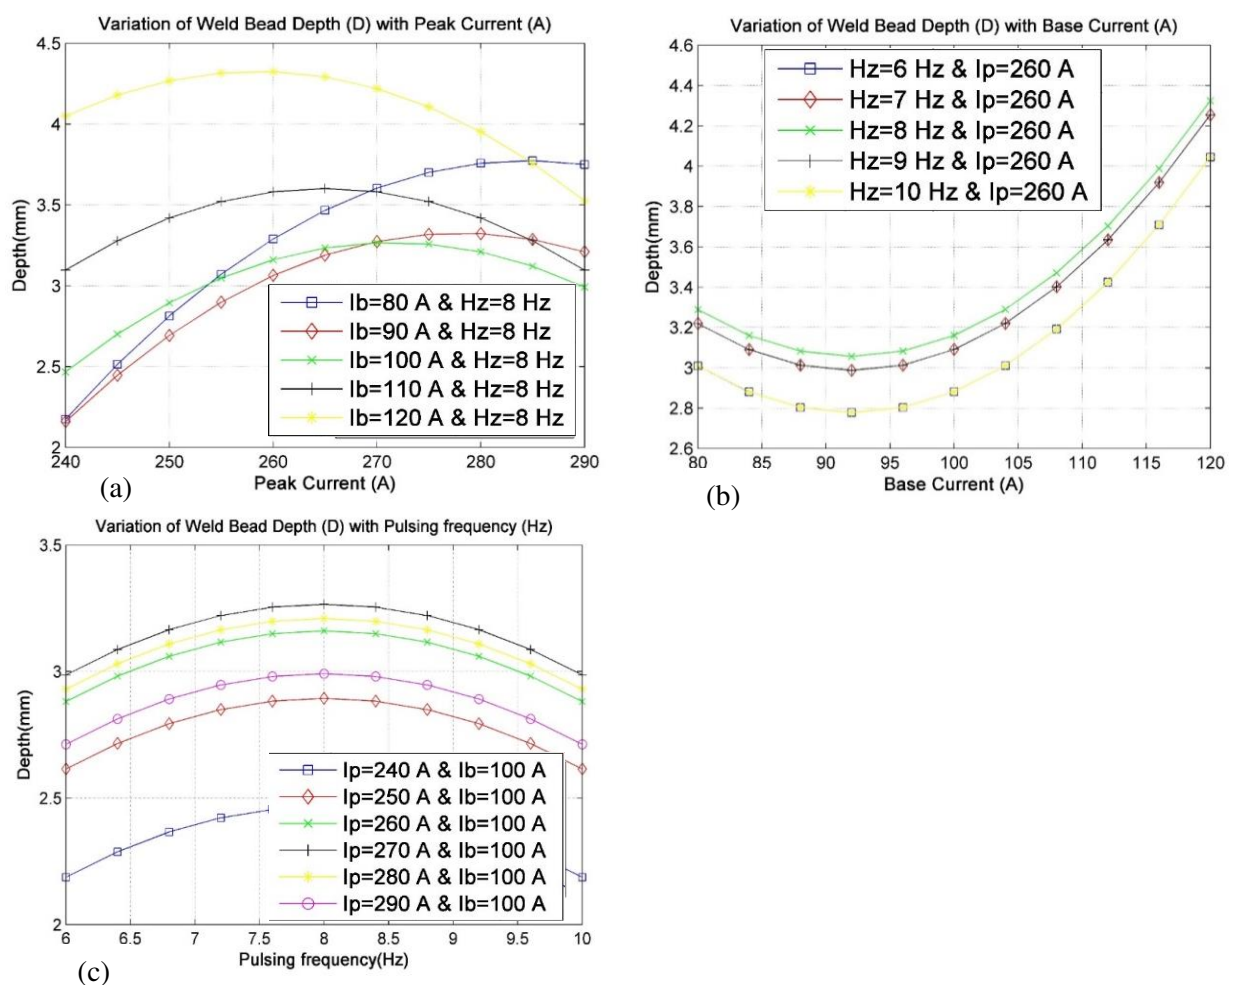 Variation of Weld Bead Depth (D) with Peak Current (A)
4.5
4
3.5
3
2.5
2
Depth(mm)
Ib=80 A & Hz=8 Hz
Ib=90 A & Hz=8 Hz
Ib=100 A & Hz=8 Hz
Ib=110 A & Hz=8 Hz
Ib=120 A & Hz=8 Hz
240 250 260 270 280 290
Peak Current (A)
(a)
Variation of Weld Bead Depth (D) with Base Current (A)
4.6
4.4
4.2
4
3.8
3.6
3.4
3.2
3
2.8
2.6
Depth(mm)
Hz=6 Hz & Ip=260 A
Hz=7 Hz & Ip=260 A
Hz=8 Hz & Ip=260 A
Hz=9 Hz & Ip=260 A
Hz=10 Hz & Ip=260 A
80 85 90 95 100 105 110 115 120
Base Current (A)
(b)
Variation of Weld Bead Depth (D) with Pulsing frequency (Hz)
3.5
3
2.5
2
Depth(mm)
Ip=240 A & Ib=100 A
Ip=250 A & Ib=100 A
Ip=260 A & Ib=100 A
Ip=270 A & Ib=100 A
Ip=280 A & Ib=100 A
Ip=290 A & Ib=100 A
6 6.5 7 7.5 8 8.5 9 9.5 10
Pulsing frequency(Hz)
(c)